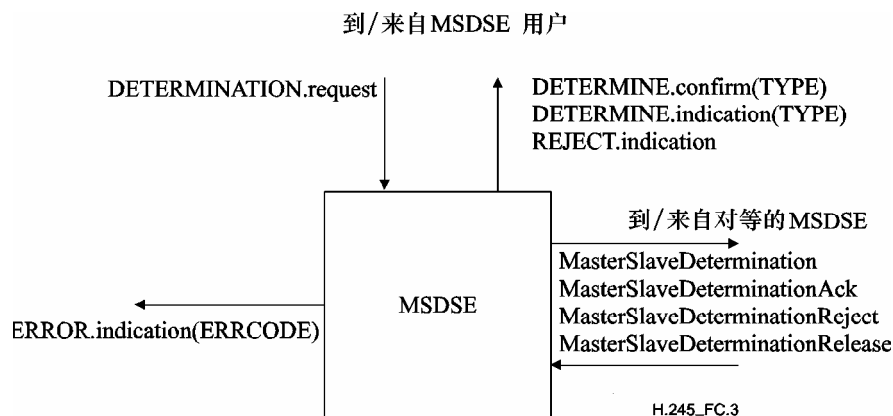 到/来自MSDSE 用户
DETERMINATION.request
DETERMINE.confirm(TYPE)
DETERMINE.indication(TYPE)
REJECT.indication
到/来自对等的MSDSE
MasterSlaveDetermination
MasterSlaveDeterminationAck
MasterSlaveDeterminationReject
MasterSlaveDeterminationRelease
MSDSE
ERROR.indication(ERRCODE)
H.245_FC.3